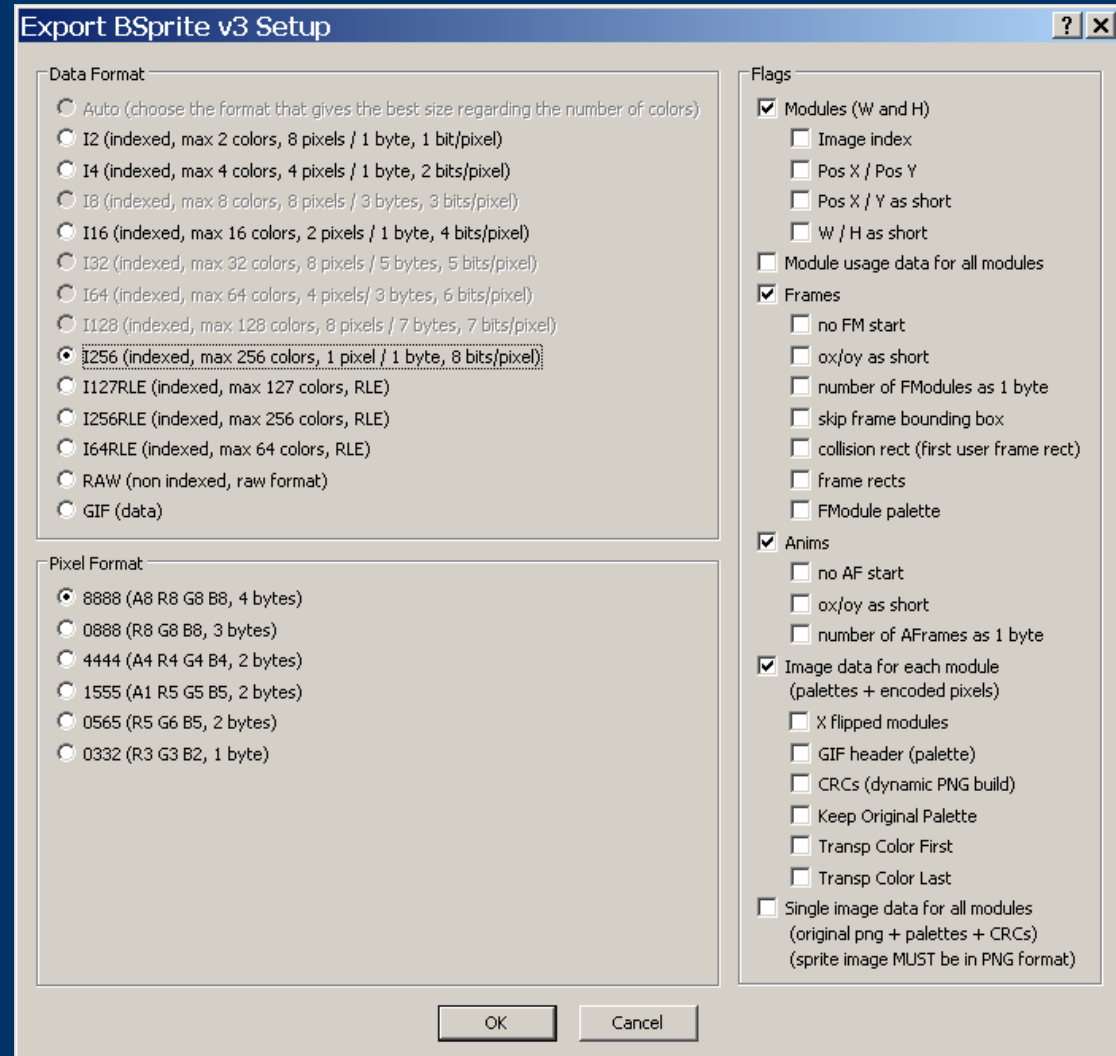 Export BSprite v3 Setup
Data Format
Auto (choose the format that gives the best size regarding the number of colors)
I2 (indexed, max 2 colors, 8 pixels / 1 byte, 1 bit/pixel)
I4 (indexed, max 4 colors, 4 pixels / 1 byte, 2 bits/pixel)
I8 (indexed, max 8 colors, 8 pixels / 3 bytes, 3 bits/pixel)
I16 (indexed, max 16 colors, 2 pixels / 1 byte, 4 bits/pixel)
I32 (indexed, max 32 colors, 8 pixels / 5 bytes, 5 bits/pixel)
I64 (indexed, max 64 colors, 4 pixels/ 3 bytes, 6 bits/pixel)
I128 (indexed, max 128 colors, 8 pixels / 7 bytes, 7 bits/pixel)
I256 (indexed, max 256 colors, 1 pixel / 1 byte, 8 bits/pixel)
I127RLE (indexed, max 127 colors, RLE)
I256RLE (indexed, max 256 colors, RLE)
I64RLE (indexed, max 64 colors, RLE)
RAW (non indexed, raw format)
GIF (data)
Pixel Format
8888 (A8 R8 G8 B8, 4 bytes)
0888 (R8 G8 B8, 3 bytes)
4444 (A4 R4 G4 B4, 2 bytes)
1555 (A1 R5 G5 B5, 2 bytes)
0565 (R5 G6 B5, 2 bytes)
0332 (R3 G3 B2, 1 byte)
Flags
Modules (W and H)
Image index
Pos X / Pos Y
Pos X / Y as short
W / H as short
Module usage data for all modules
Frames
no FM start
ox/oy as short
number of FModules as 1 byte
skip frame bounding box
collision rect (first user frame rect)
frame rects
FModule palette
Anims
no AF start
ox/oy as short
number of AFrames as 1 byte
Image data for each module
(palettes + encoded pixels)
X flipped modules
GIF header (palette)
CRCs (dynamic PNG build)
Keep Original Palette
Transp Color First
Transp Color Last
Single image data for all modules
(original png + palettes + CRCs)
(sprite image MUST be in PNG format)
OK
Cancel